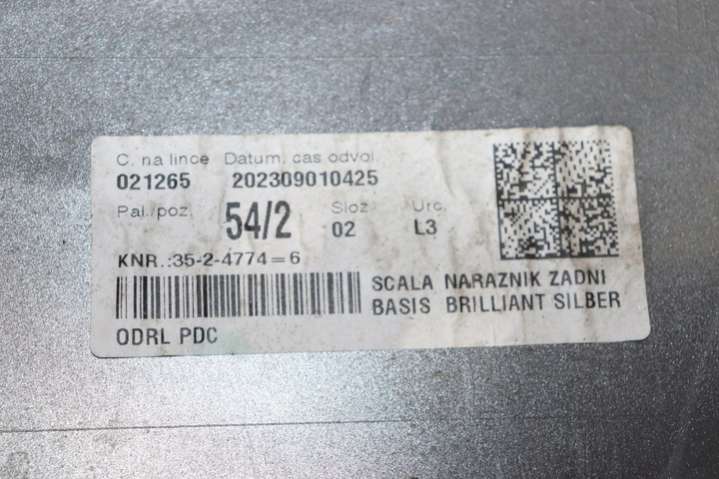 C. na lince Datum, cas odvol.
021265 202309010425
Pal./poz. 54/2 Sloz 02 Urc. L3
KNR.:35-2-4774=6
SCALA NARAZNIK ZADNI
BASIS BRILLIANT SILBER
ODRL PDC